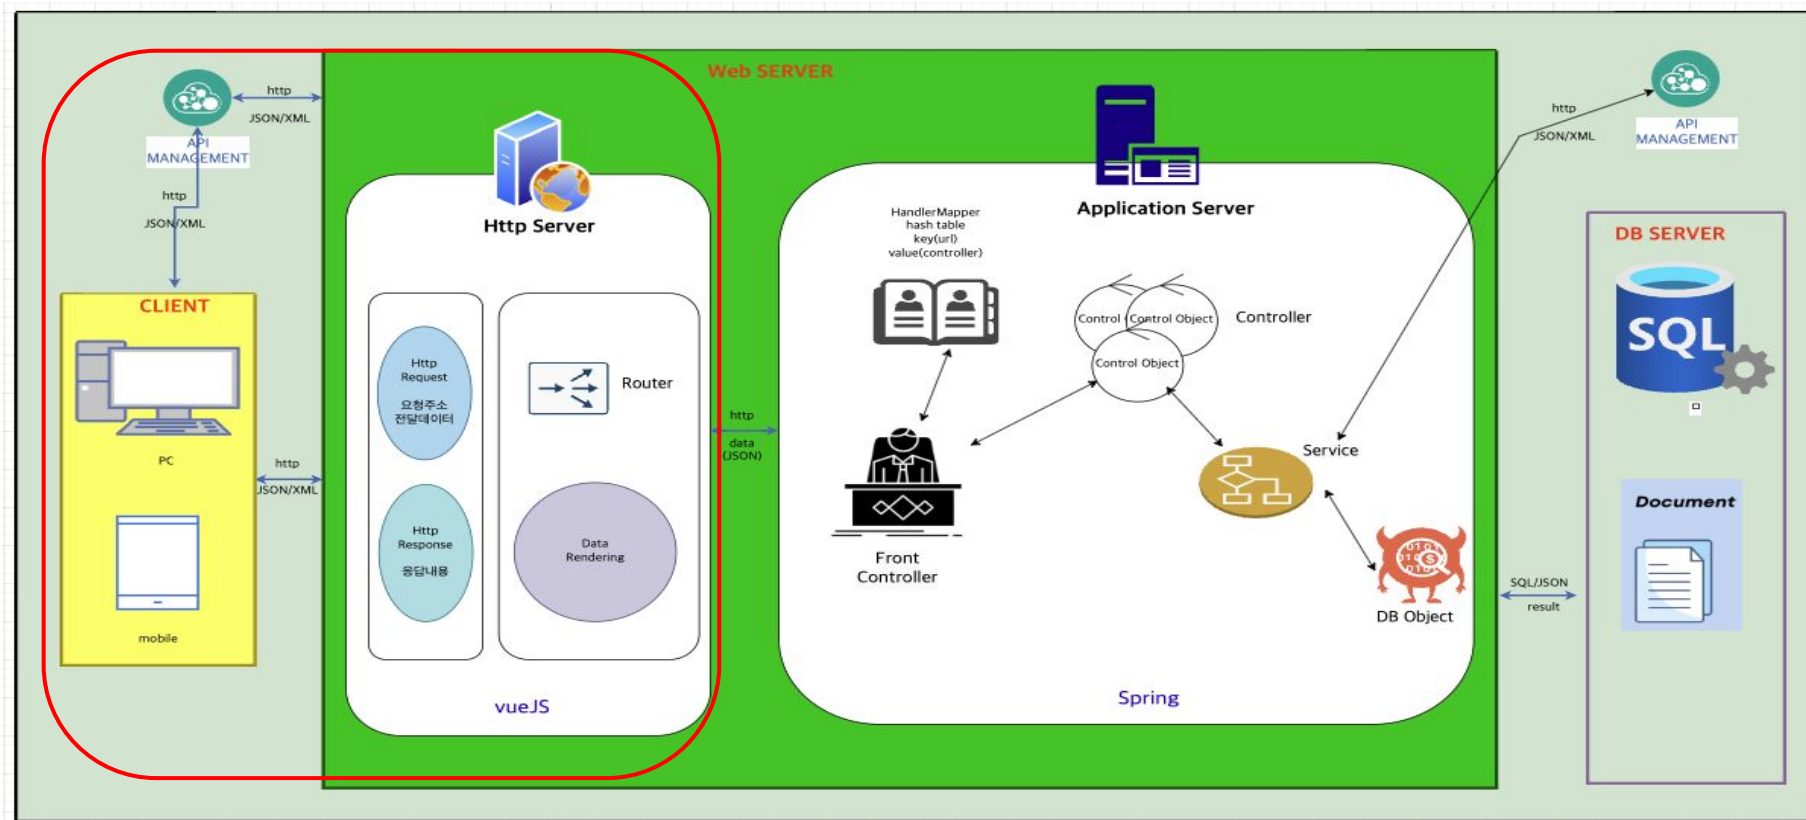 Web SERVER
http
JSON/XML
API
MANAGEMENT
http
JSON/XML
CLIENT
PC
mobile
http
JSON/XML
Http Server
Http
Request
요청주소
전달데이터
Http
Response
응답내용
Router
Data
Rendering
vueJS
http
data
(JSON)
Application Server
HandlerMapper
hash table
key(url)
value(controller)
Control
Control Object
Control Object
Controller
Front
Controller
Service
DB Object
Spring
http
JSON/XML
API
MANAGEMENT
SQL/JSON
result
DB SERVER
SQL
Document